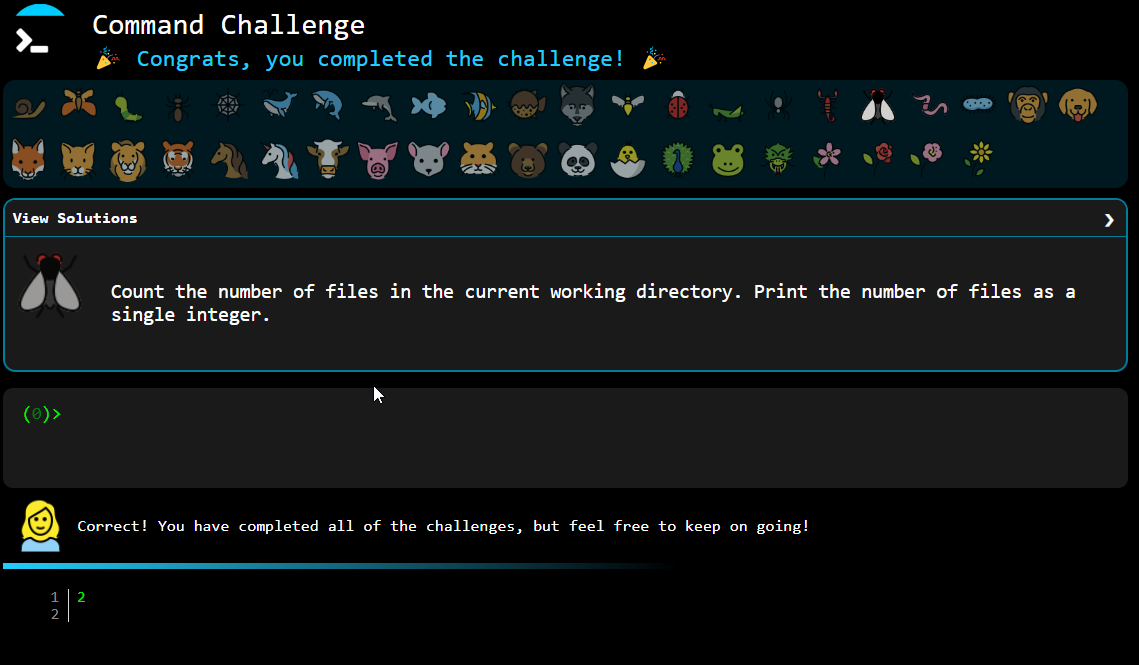 Command Challenge
🎉 Congrats, you completed the challenge! 🎉
View Solutions
Count the number of files in the current working directory. Print the number of files as a
single integer.
(0)>
Correct! You have completed all of the challenges, but feel free to keep on going!
1 2
2